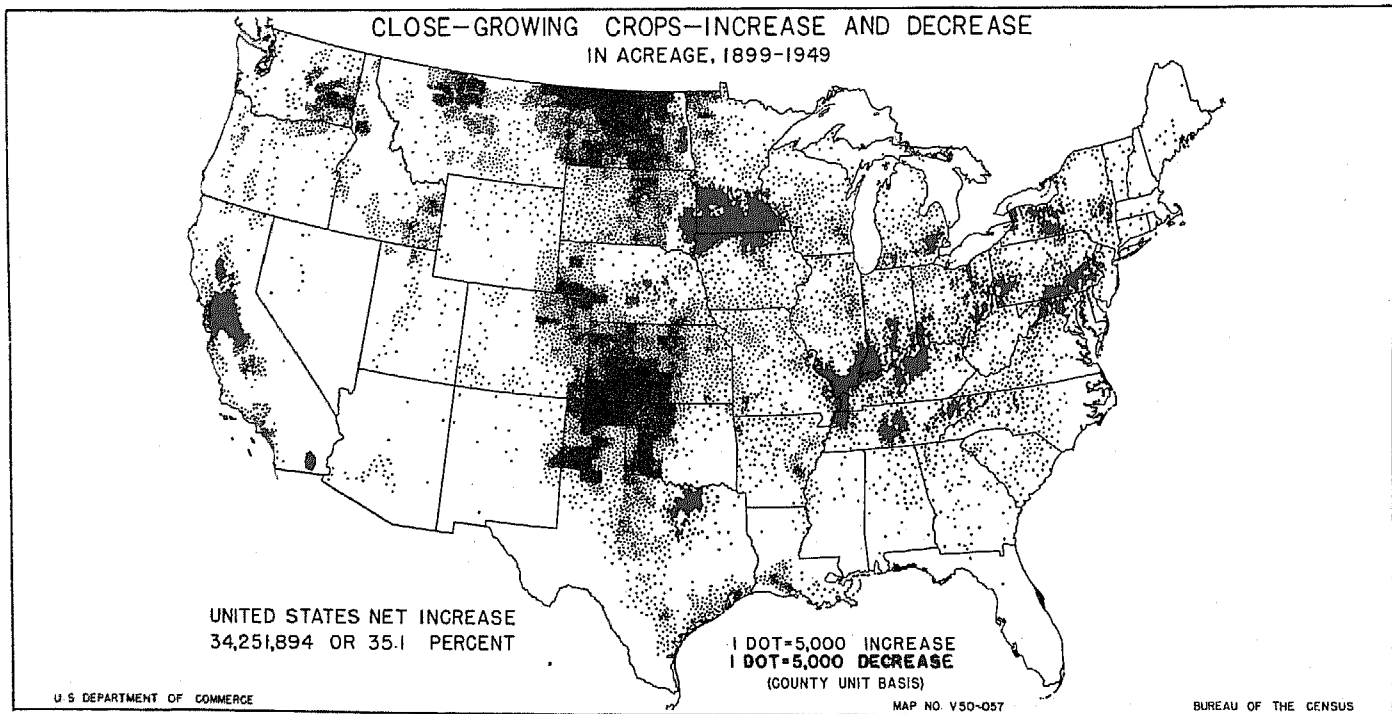 CLOSE-GROWING CROPS-INCREASE AND DECREASE
IN ACREAGE, 1899-1949
UNITED STATES NET INCREASE
34,251,894 OR 35.1 PERCENT
1 DOT=5,000 INCREASE
1 DOT=5,000 DECREASE
(COUNTY UNIT BASIS)
U S DEPARTMENT OF COMMERCE
MAP NO. V50-057
BUREAU OF THE CENSUS